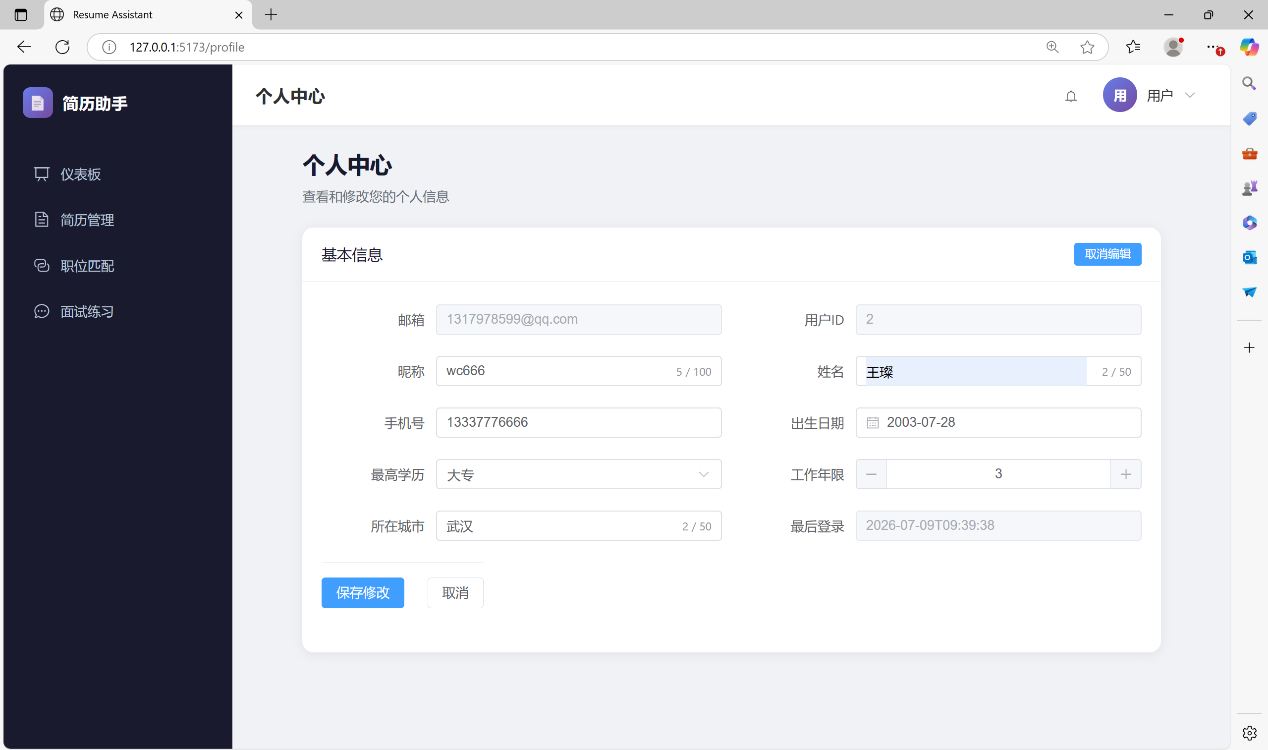 Resume Assistant
127.0.0.1:5173/profile
简历助手
个人中心
用
用户
仪表板
简历管理
职位匹配
面试练习
个人中心
查看和修改您的个人信息
基本信息
取消编辑
邮箱 1317978599@qq.com 用户ID 2
昵称 wc666 5 / 100 姓名 王璨 2 / 50
手机号 13337776666 出生日期 2003-07-28
最高学历 大专 工作年限 3
所在城市 武汉 2 / 50 最后登录 2026-07-09T09:39:38
保存修改 取消